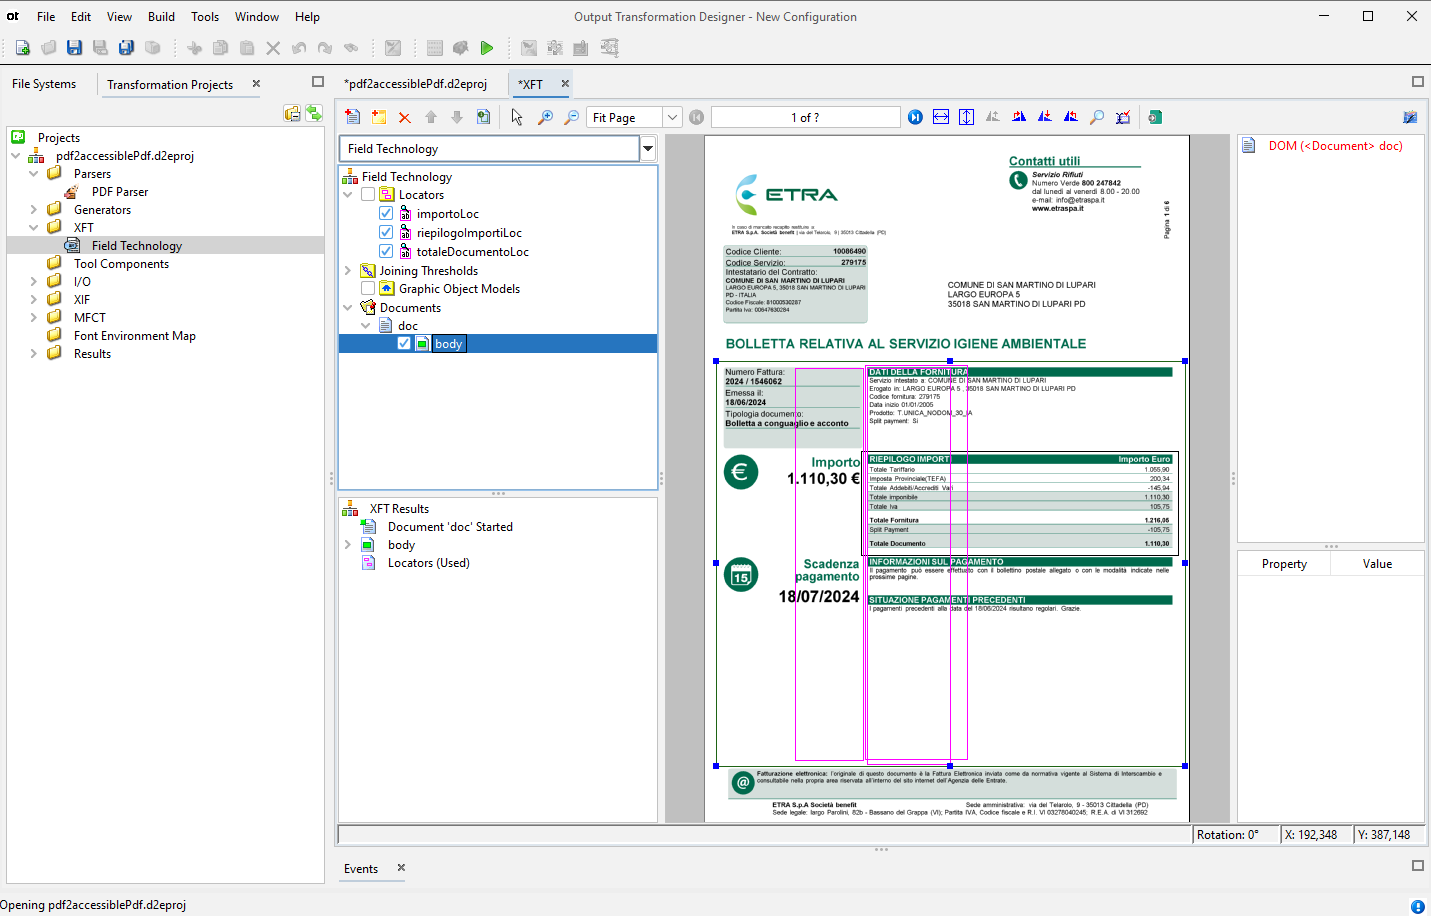 ot File Edit View Build Tools Window Help Output Transformation Designer - New Configuration
File Systems Transformation Projects
Projects
pdf2accessiblePdf.d2eproj
Parsers
PDF Parser
Generators
XFT
Field Technology
Tool Components
I/O
XIF
MFCT
Font Environment Map
Results
*pdf2accessiblePdf.d2eproj *XFT
Fit Page 1 of ?
Field Technology
Field Technology
Locators
importoLoc
riepilogoImportiLoc
totaleDocumentoLoc
Joining Thresholds
Graphic Object Models
Documents
doc
body
XFT Results
Document 'doc' Started
body
Locators (Used)
ETRA
In caso di mancato recapito restituire a
ETRA S.p.A. Società benefit | via del Telarolo, 9 | 35013 Cittadella (PD)
Contatti utili
Servizio Rifiuti
Numero Verde 800 247842
dal lunedì al venerdì 8.00 - 20.00
e-mail: info@etraspa.it
www.etraspa.it
Pagina 1 di 6
Codice Cliente: 10086490
Codice Servizio: 279175
Intestatario del Contratto:
COMUNE DI SAN MARTINO DI LUPARI
LARGO EUROPA 5, 35018 SAN MARTINO DI LUPARI
PD - ITALIA
Codice Fiscale: 81000530287
Partita Iva: 00647630284
COMUNE DI SAN MARTINO DI LUPARI
LARGO EUROPA 5
35018 SAN MARTINO DI LUPARI PD
BOLLETTA RELATIVA AL SERVIZIO IGIENE AMBIENTALE
Numero Fattura:
2024 / 1546062
Emessa il:
18/06/2024
Tipologia documento:
Bolletta a conguaglio e acconto
DATI DELLA FORNITURA
Servizio intestato a: COMUNE DI SAN MARTINO DI LUPARI
Erogato in: LARGO EUROPA 5 , 35018 SAN MARTINO DI LUPARI PD
Codice fornitura: 279175
Data inizio 01/01/2005
Prodotto: T.UNICA_NODOM_30_IA
Split payment: Si
Importo
1.110,30 €
RIEPILOGO IMPORTI Importo Euro
Totale Tariffario 1.055,90
Imposta Provinciale(TEFA) 200,34
Totale Addebiti/Accrediti Vari -145,94
Totale Imponibile 1.110,30
Totale Iva 105,75
Totale Fornitura 1.216,05
Split Payment -105,75
Totale Documento 1.110,30
15
Scadenza
pagamento
18/07/2024
INFORMAZIONI SUL PAGAMENTO
Il pagamento può essere effettuato con il bollettino postale allegato o con le modalità indicate nelle
prossime pagine.
SITUAZIONE PAGAMENTI PRECEDENTI
I pagamenti precedenti alla data del 18/06/2024 risultano regolari. Grazie.
@
Fatturazione elettronica: l'originale di questo documento è la Fattura Elettronica inviata come da normativa vigente al Sistema di Interscambio e
consultabile nella propria area riservata all'interno del sito internet dell'Agenzia delle Entrate.
ETRA S.p.A Società benefit Sede amministrativa: via del Telarolo, 9 - 35013 Cittadella (PD)
Sede legale: largo Parolini, 82b - Bassano del Grappa (VI); Partita IVA, Codice fiscale e R.I. VI 03278040245; R.E.A. di VI 312692
DOM (<Document> doc)
Property Value
Rotation: 0° X: 192,348 Y: 387,148
Events
Opening pdf2accessiblePdf.d2eproj